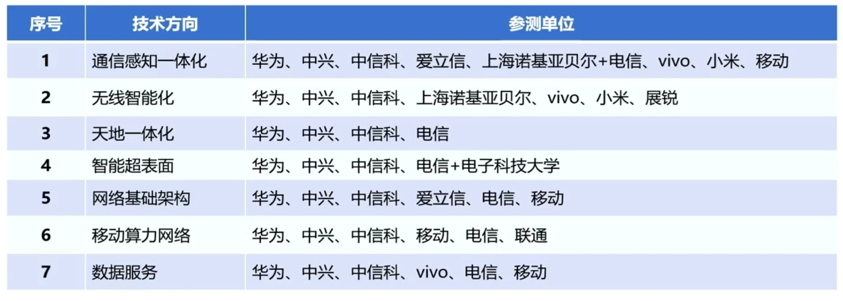 序号 技术方向 参测单位
1 通信感知一体化 华为、中兴、中信科、爱立信、上海诺基亚贝尔+电信、vivo、小米、移动
2 无线智能化 华为、中兴、中信科、上海诺基亚贝尔、vivo、小米、展锐
3 天地一体化 华为、中兴、中信科、电信
4 智能超表面 华为、中兴、中信科、电信+电子科技大学
5 网络基础架构 华为、中兴、中信科、爱立信、电信、移动
6 移动算力网络 华为、中兴、中信科、移动、电信、联通
7 数据服务 华为、中兴、中信科、vivo、电信、移动